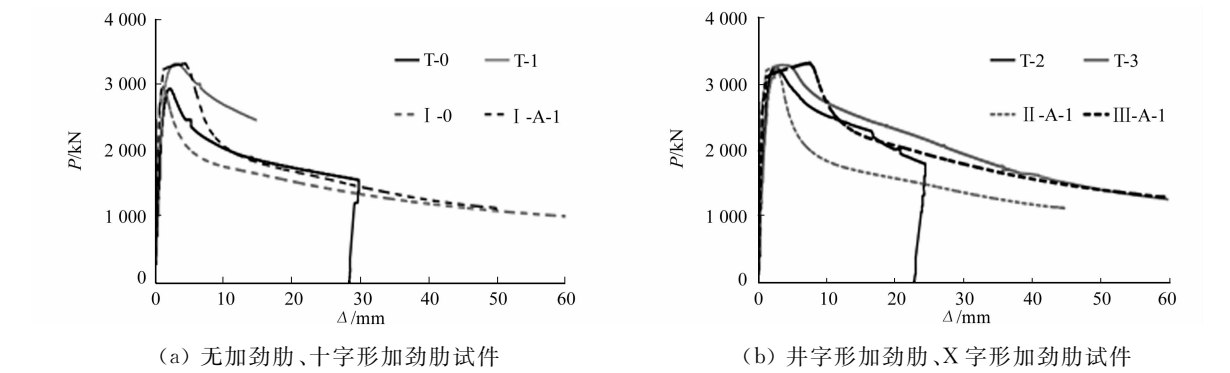 4 000
3 000
2 000
1 000
0
P/kN
T-0
T-1
Ⅰ-0
Ⅰ-A-1
0 10 20 30 40 50 60
Δ/mm
(a) 无加劲肋、十字形加劲肋试件
4 000
3 000
2 000
1 000
0
P/kN
T-2
T-3
Ⅱ-A-1
Ⅲ-A-1
0 10 20 30 40 50 60
Δ/mm
(b) 井字形加劲肋、X 字形加劲肋试件